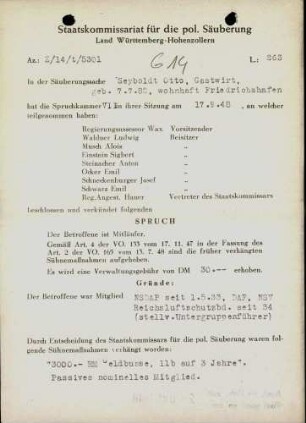 Staatskommissariat für die pol. Säuberung
Land Württemberg-Hohenzollern
Az: Z/14/t/5301
G14
L: 263
In der Säuberungssache Seyboldt Otto, Gastwirt,
geb. 7.7.80, wohnhaft Friedrichshafen
hat die Spruchkammer VI in ihrer Sitzung am 17.9.48, an welcher
teilgenommen haben:
Regierungsassessor Wax Vorsitzender
Waldner Ludwig Beisitzer
Musch Alois "
Einstein Sigbert "
Steinacher Anton "
Orker Emil "
Schneckenburger Josef "
Schwarz Emil "
Reg.Angest. Hauer Vertreter des Staatskommissars
beschlossen und verkündet folgenden
SPRUCH
Der Betroffene ist Mitläufer.
Gemäß Art. 4 der VO. 133 vom 17. 11. 47 in der Fassung des
Art. 2 der VO. 165 vom 13. 7. 48 sind die früher verhängten
Sühnemaßnahmen aufgehoben.
Es wird eine Verwaltungsgebühr von DM 30.-- erhoben.
Gründe:
Der Betroffene war Mitglied NSDAP seit 1.5.33, DAF, NSV
Reichsluftschutzbd. seit 34
(stellv.Untergruppenführer)
Durch Entscheidung des Staatskommissars für die pol. Säuberung waren fol-
gende Sühnemaßnahmen verhängt worden:
"3000.- RM Geldbusse, 11b auf 3 Jahre".
Passives nominelles Mitglied.